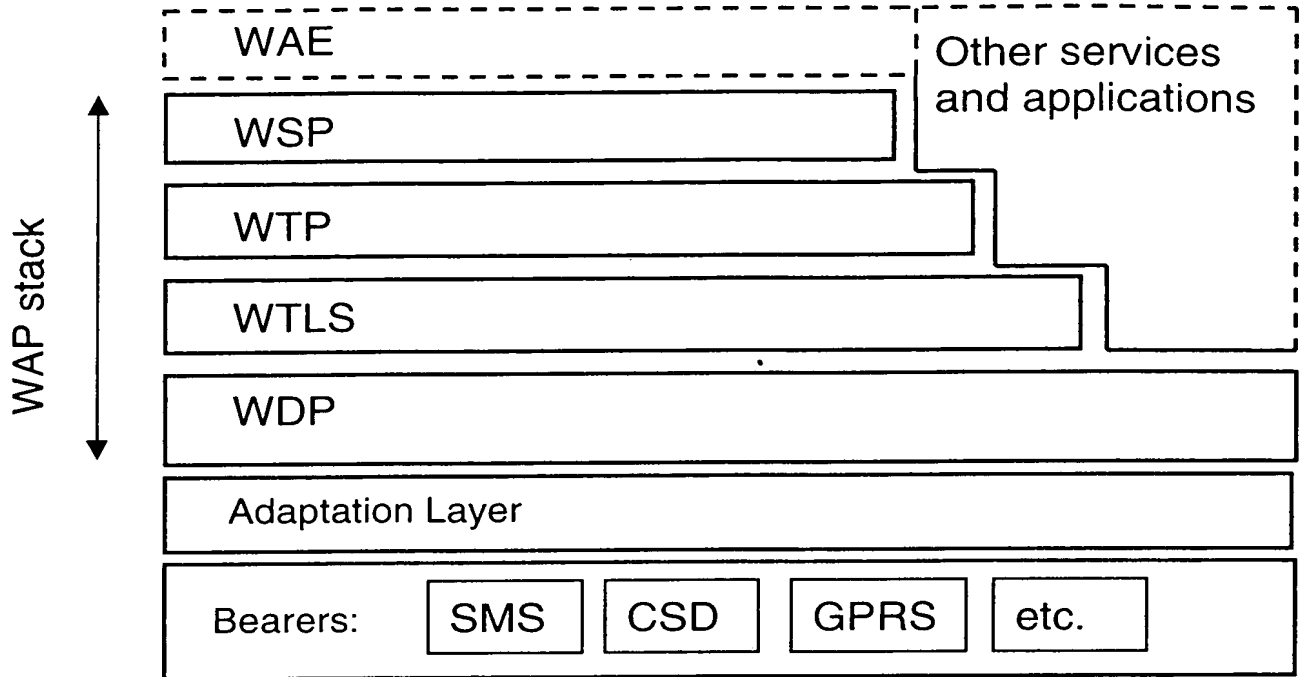 WAE
Other services
and applications
WSP
WTP
WTLS
WDP
WAP stack
Adaptation Layer
Bearers: SMS CSD GPRS etc.